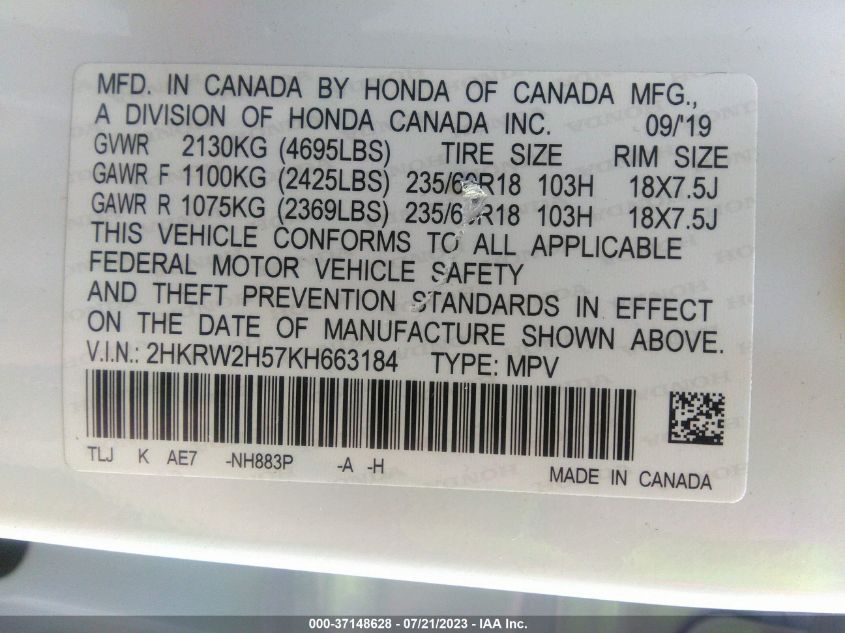 MFD. IN CANADA BY HONDA OF CANADA MFG.,
A DIVISION OF HONDA CANADA INC. 09/'19
GVWR 2130KG (4695LBS) TIRE SIZE RIM SIZE
GAWR F 1100KG (2425LBS) 235/60R18 103H 18X7.5J
GAWR R 1075KG (2369LBS) 235/60R18 103H 18X7.5J
THIS VEHICLE CONFORMS TO ALL APPLICABLE
FEDERAL MOTOR VEHICLE SAFETY
AND THEFT PREVENTION STANDARDS IN EFFECT
ON THE DATE OF MANUFACTURE SHOWN ABOVE.
V.I.N.: 2HKRW2H57KH663184 TYPE: MPV
TLJ K AE7 -NH883P -A -H
MADE IN CANADA
000-37148628 - 07/21/2023 - IAA Inc.